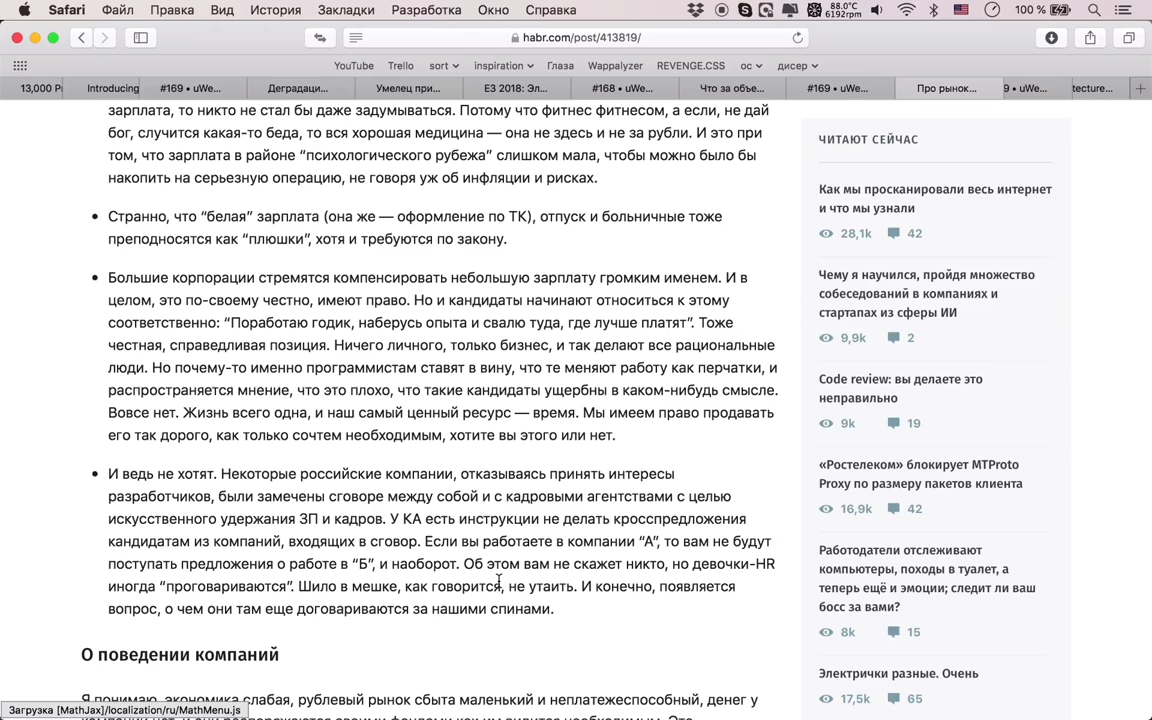 Safari Файл Правка Вид История Закладки Разработка Окно Справка 88.0°C 6192rpm 100 %
habr.com/post/413819/
YouTube Trello sort inspiration Глаза Wappalyzer REVENGE.CSS ос дисер
13,000 Pi Introducing #169 • uWe... Деградаци... Умелец при... E3 2018: Эл... #168 • uWe... Что за объе... #169 • uWe... Про рынок... 9 • uWe... tecture...
зарплата, то никто не стал бы даже задумываться. Потому что фитнес фитнесом, а если, не дай
бог, случится какая-то беда, то вся хорошая медицина — она не здесь и не за рубли. И это при
том, что зарплата в районе “психологического рубежа” слишком мала, чтобы можно было бы
накопить на серьезную операцию, не говоря уж об инфляции и рисках.
Странно, что “белая” зарплата (она же — оформление по ТК), отпуск и больничные тоже
преподносятся как “плюшки”, хотя и требуются по закону.
Большие корпорации стремятся компенсировать небольшую зарплату громким именем. И в
целом, это по-своему честно, имеют право. Но и кандидаты начинают относиться к этому
соответственно: “Поработаю годик, наберусь опыта и свалю туда, где лучше платят”. Тоже
честная, справедливая позиция. Ничего личного, только бизнес, и так делают все рациональные
люди. Но почему-то именно программистам ставят в вину, что те меняют работу как перчатки, и
распространяется мнение, что это плохо, что такие кандидаты ущербны в каком-нибудь смысле.
Вовсе нет. Жизнь всего одна, и наш самый ценный ресурс — время. Мы имеем право продавать
его так дорого, как только сочтем необходимым, хотите вы этого или нет.
И ведь не хотят. Некоторые российские компании, отказываясь принять интересы
разработчиков, были замечены сговоре между собой и с кадровыми агентствами с целью
искусственного удержания ЗП и кадров. У КА есть инструкции не делать кросспредложения
кандидатам из компаний, входящих в сговор. Если вы работаете в компании “А”, то вам не будут
поступать предложения о работе в “Б”, и наоборот. Об этом вам не скажет никто, но девочки-HR
иногда “проговариваются”. Шило в мешке, как говорится, не утаить. И конечно, появляется
вопрос, о чем они там еще договариваются за нашими спинами.
О поведении компаний
Я понимаю, экономика слабая, рублевый рынок сбыта маленький и неплатежеспособный, денег у
Загрузка [MathJax]/localization/ru/MathMenu.js
ЧИТАЮТ СЕЙЧАС
Как мы просканировали весь интернет
и что мы узнали
28,1k 42
Чему я научился, пройдя множество
собеседований в компаниях и
стартапах из сферы ИИ
9,9k 2
Code review: вы делаете это
неправильно
9k 19
«Ростелеком» блокирует MTProto
Proxy по размеру пакетов клиента
16,9k 42
Работодатели отслеживают
компьютеры, походы в туалет, а
теперь ещё и эмоции; следит ли ваш
босс за вами?
8k 15
Электрички разные. Очень
17,5k 65